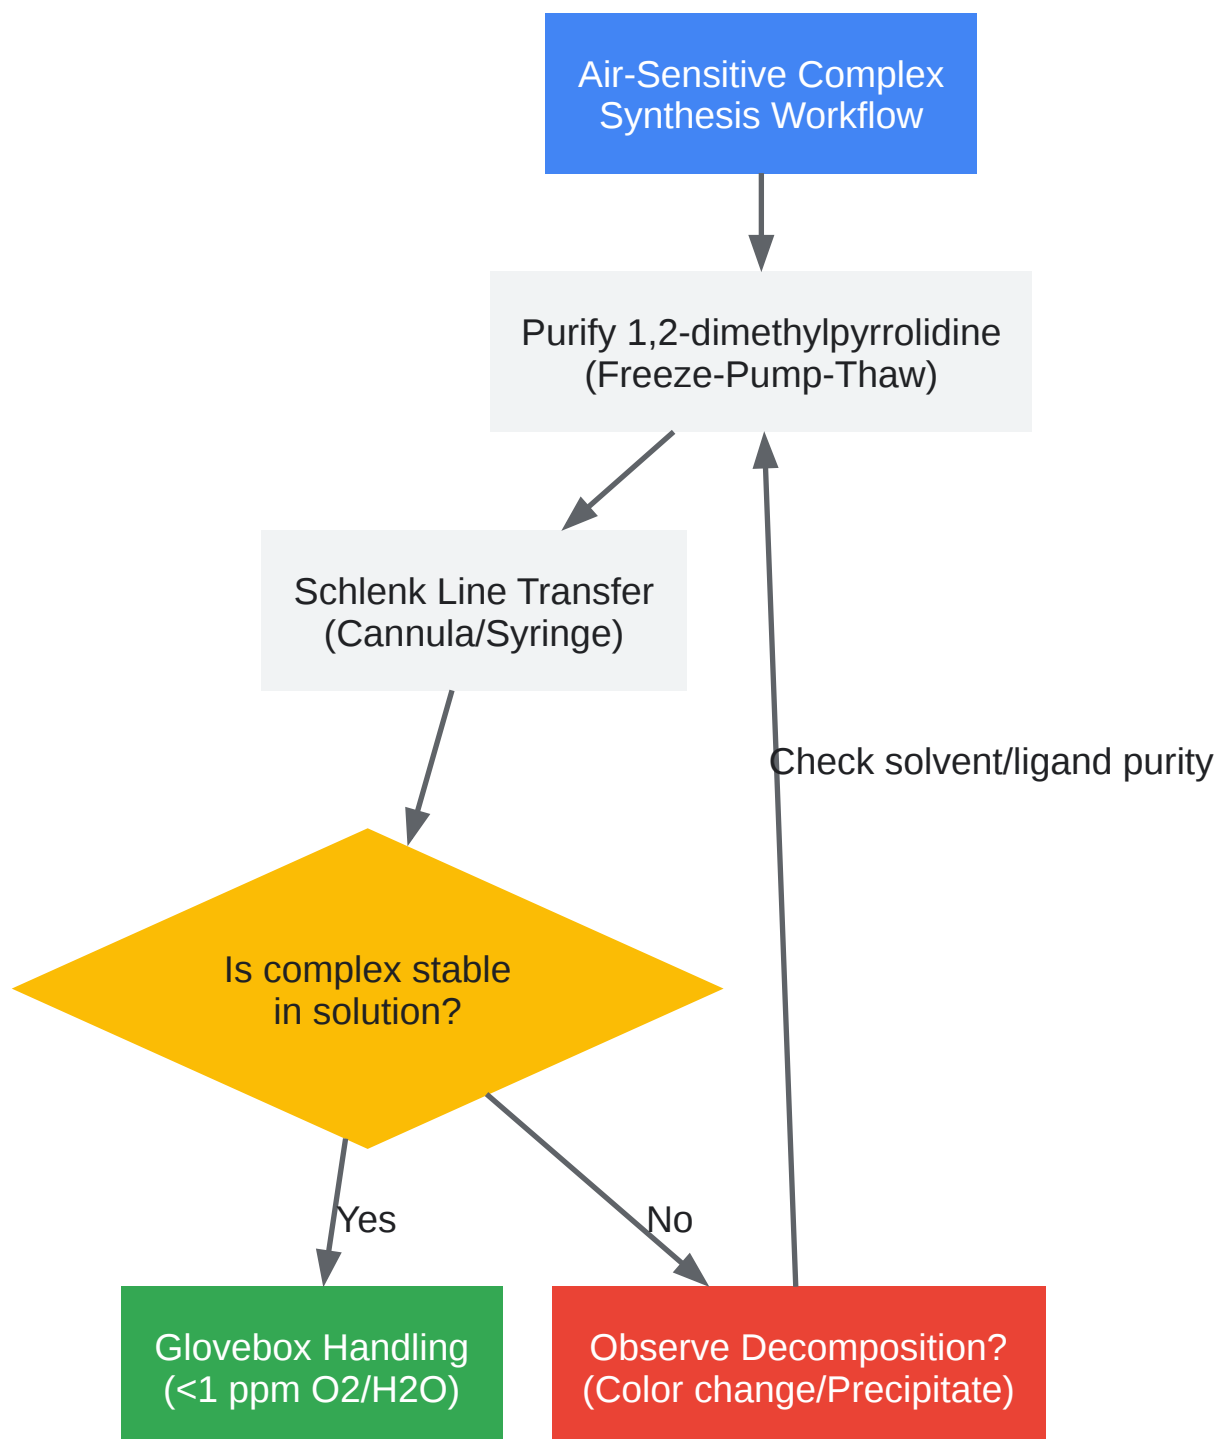 Air-Sensitive Complex
Synthesis Workflow
Purify 1,2-dimethylpyrrolidine
(Freeze-Pump-Thaw)
Schlenk Line Transfer
(Cannula/Syringe)
Check solvent/ligand purity
Is complex stable
in solution?
Yes
No
Glovebox Handling
(<1 ppm O2/H2O)
Observe Decomposition?
(Color change/Precipitate)